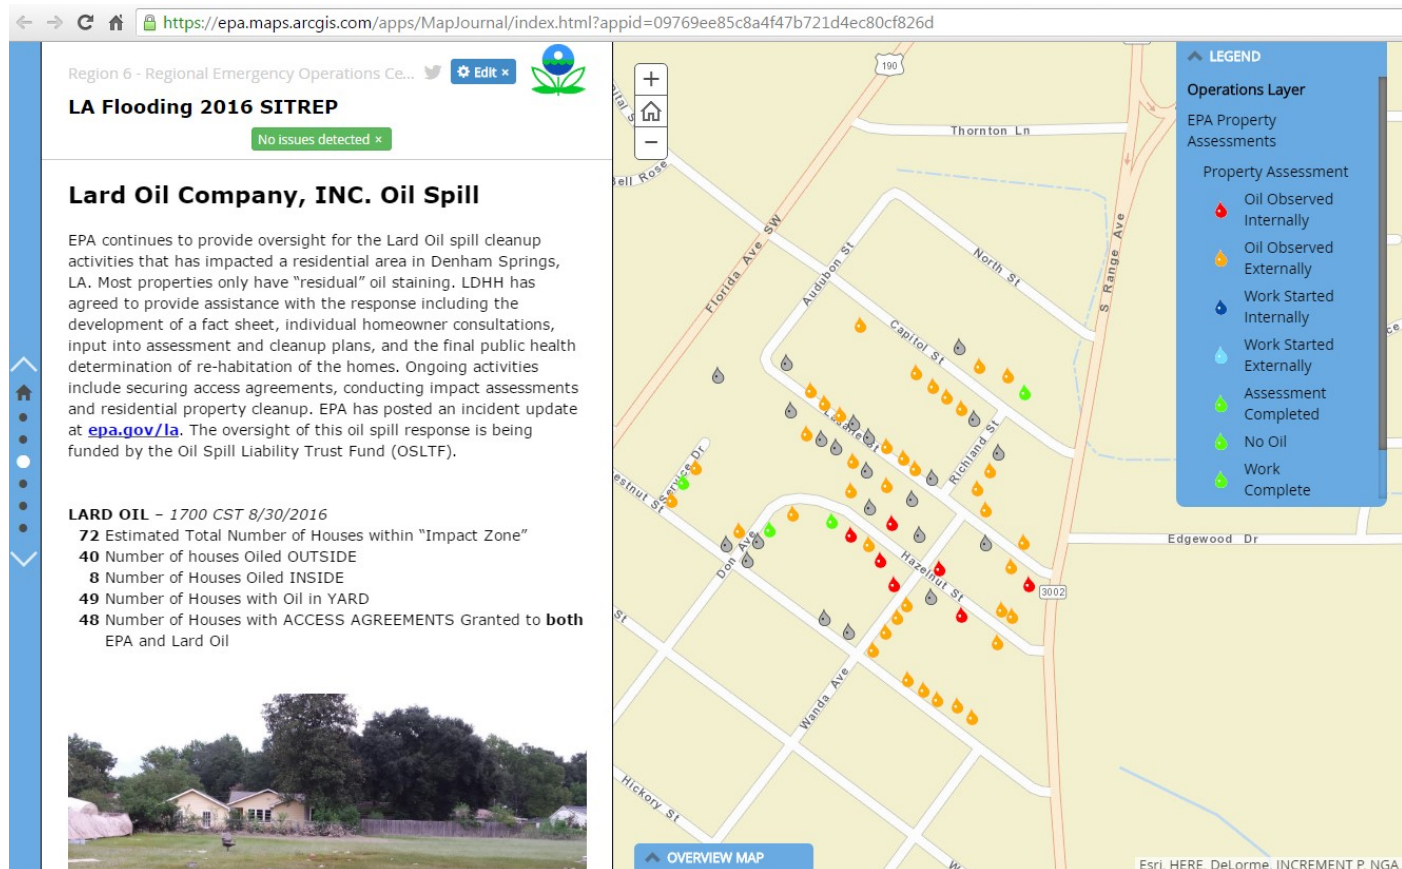 https://epa.maps.arcgis.com/apps/MapJournal/index.html?appid=09769ee85c8a4f47b721d4ec80cf826d
Region 6 - Regional Emergency Operations Ce...
Edit ×
LA Flooding 2016 SITREP
No issues detected ×
Lard Oil Company, INC. Oil Spill
EPA continues to provide oversight for the Lard Oil spill cleanup
activities that has impacted a residential area in Denham Springs,
LA. Most properties only have “residual” oil staining. LDHH has
agreed to provide assistance with the response including the
development of a fact sheet, individual homeowner consultations,
input into assessment and cleanup plans, and the final public health
determination of re-habitation of the homes. Ongoing activities
include securing access agreements, conducting impact assessments
and residential property cleanup. EPA has posted an incident update
at epa.gov/la. The oversight of this oil spill response is being
funded by the Oil Spill Liability Trust Fund (OSLTF).
LARD OIL – 1700 CST 8/30/2016
72 Estimated Total Number of Houses within “Impact Zone”
40 Number of houses Oiled OUTSIDE
8 Number of Houses Oiled INSIDE
49 Number of Houses with Oil in YARD
48 Number of Houses with ACCESS AGREEMENTS Granted to both
EPA and Lard Oil
+
−
190
Thornton Ln
Bell Rose
Florida Ave SW
Audubon St
North St
S Range Ave
Capitol St
Richland St
Service Dr
estnut St
Don Ave
Hazelnut St
Edgewood Dr
3002
St
Wanda Ave
Hickory St
W
ce
LEGEND
Operations Layer
EPA Property
Assessments
Property Assessment
Oil Observed
Internally
Oil Observed
Externally
Work Started
Internally
Work Started
Externally
Assessment
Completed
No Oil
Work
Complete
OVERVIEW MAP
Esri, HERE, DeLorme, INCREMENT P, NGA,